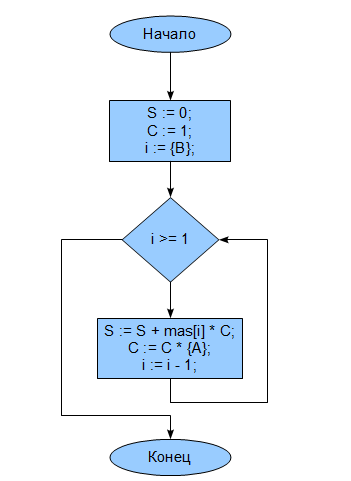 Начало
S := 0;
C := 1;
i := {B};
i >= 1
S := S + mas[i] * C;
C := C * {A};
i := i - 1;
Конец